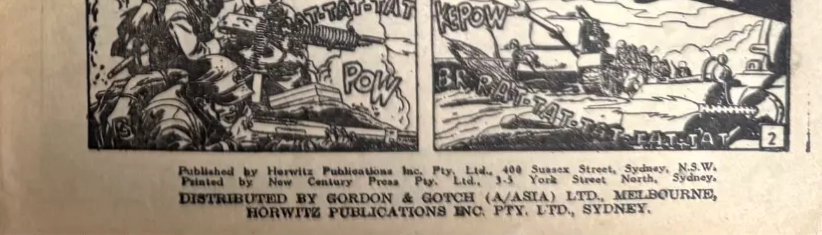 AT-TAT-TAT
KEPOW
POW
BR-RAT-TAT-TAT-TAT-TAT
2
Published by Horwitz Publications Inc. Pty. Ltd., 400 Sussex Street, Sydney, N.S.W.
Printed by New Century Press Pty. Ltd., 3-5 York Street North, Sydney.
DISTRIBUTED BY GORDON & GOTCH (A/ASIA) LTD., MELBOURNE,
HORWITZ PUBLICATIONS INC. PTY. LTD., SYDNEY.